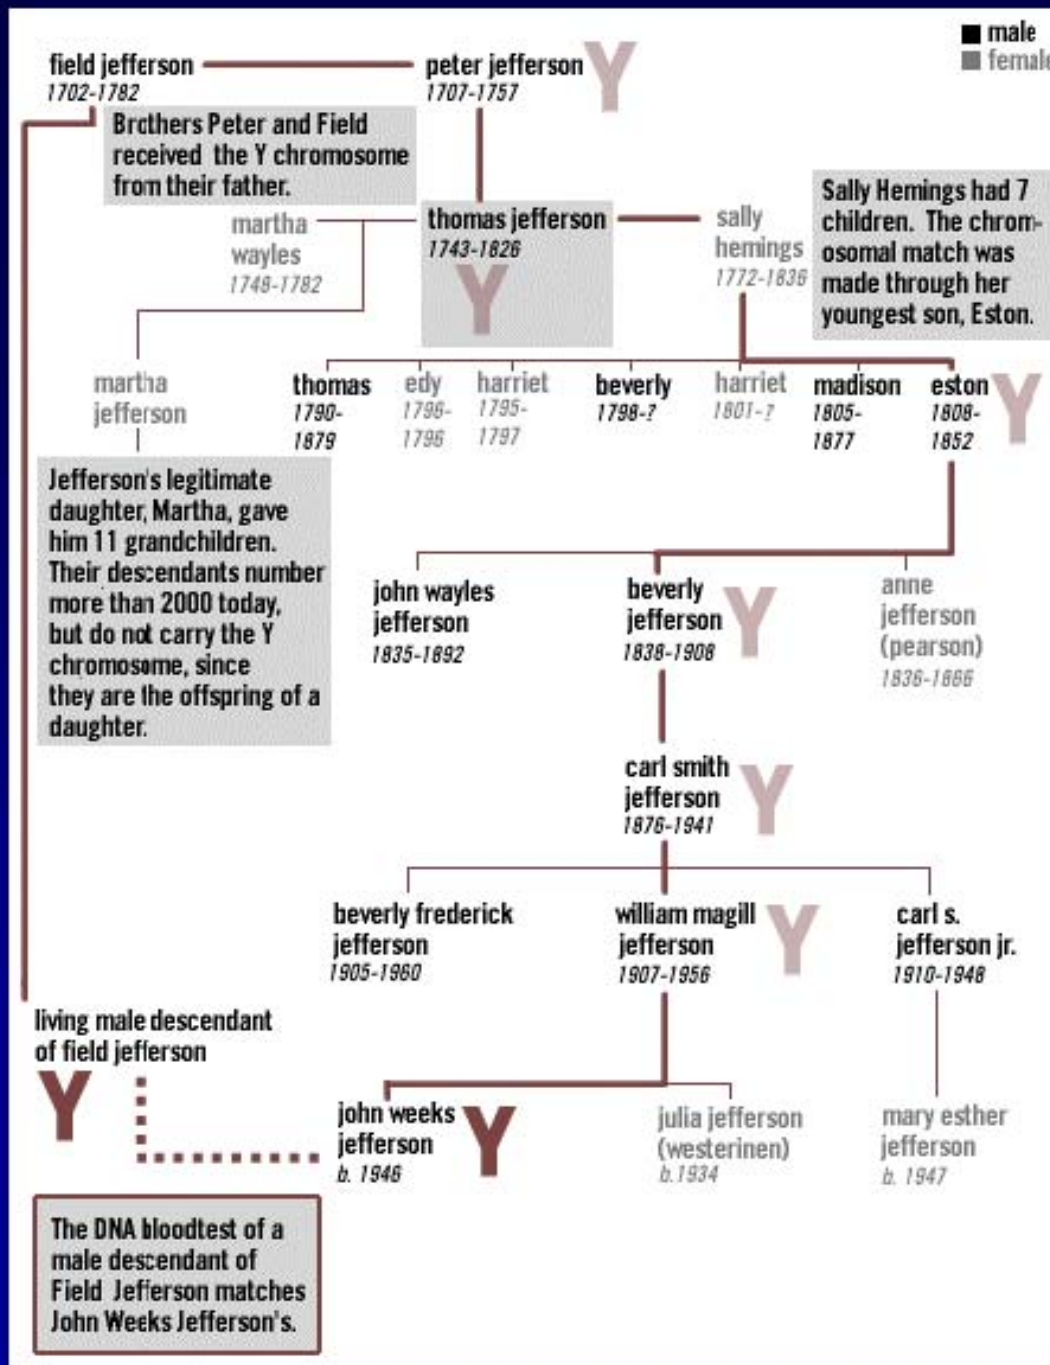 male
female
field jefferson
1702-1782
peter jefferson
1707-1757
Y
Brothers Peter and Field
received the Y chromosome
from their father.
martha
wayles
1748-1782
thomas jefferson
1743-1826
Y
sally
hemings
1772-1836
Sally Hemings had 7
children. The chrom-
osomal match was
made through her
youngest son, Eston.
martha
jefferson
thomas
1790-
1879
edy
1796-
1796
harriet
1795-
1797
beverly
1798-?
harriet
1801-?
madison
1805-
1877
eston
1808-
1852
Y
Jefferson's legitimate
daughter, Martha, gave
him 11 grandchildren.
Their descendants number
more than 2000 today,
but do not carry the Y
chromosome, since
they are the offspring of a
daughter.
john wayles
jefferson
1835-1892
beverly
jefferson
1838-1908
Y
anne
jefferson
(pearson)
1836-1866
carl smith
jefferson
1876-1941
Y
beverly frederick
jefferson
1905-1960
william magill
jefferson
1907-1956
Y
carl s.
jefferson jr.
1910-1948
living male descendant
of field jefferson
Y
john weeks
jefferson
b. 1946
Y
julia jefferson
(westerinen)
b.1934
mary esther
jefferson
b. 1947
The DNA bloodtest of a
male descendant of
Field Jefferson matches
John Weeks Jefferson's.